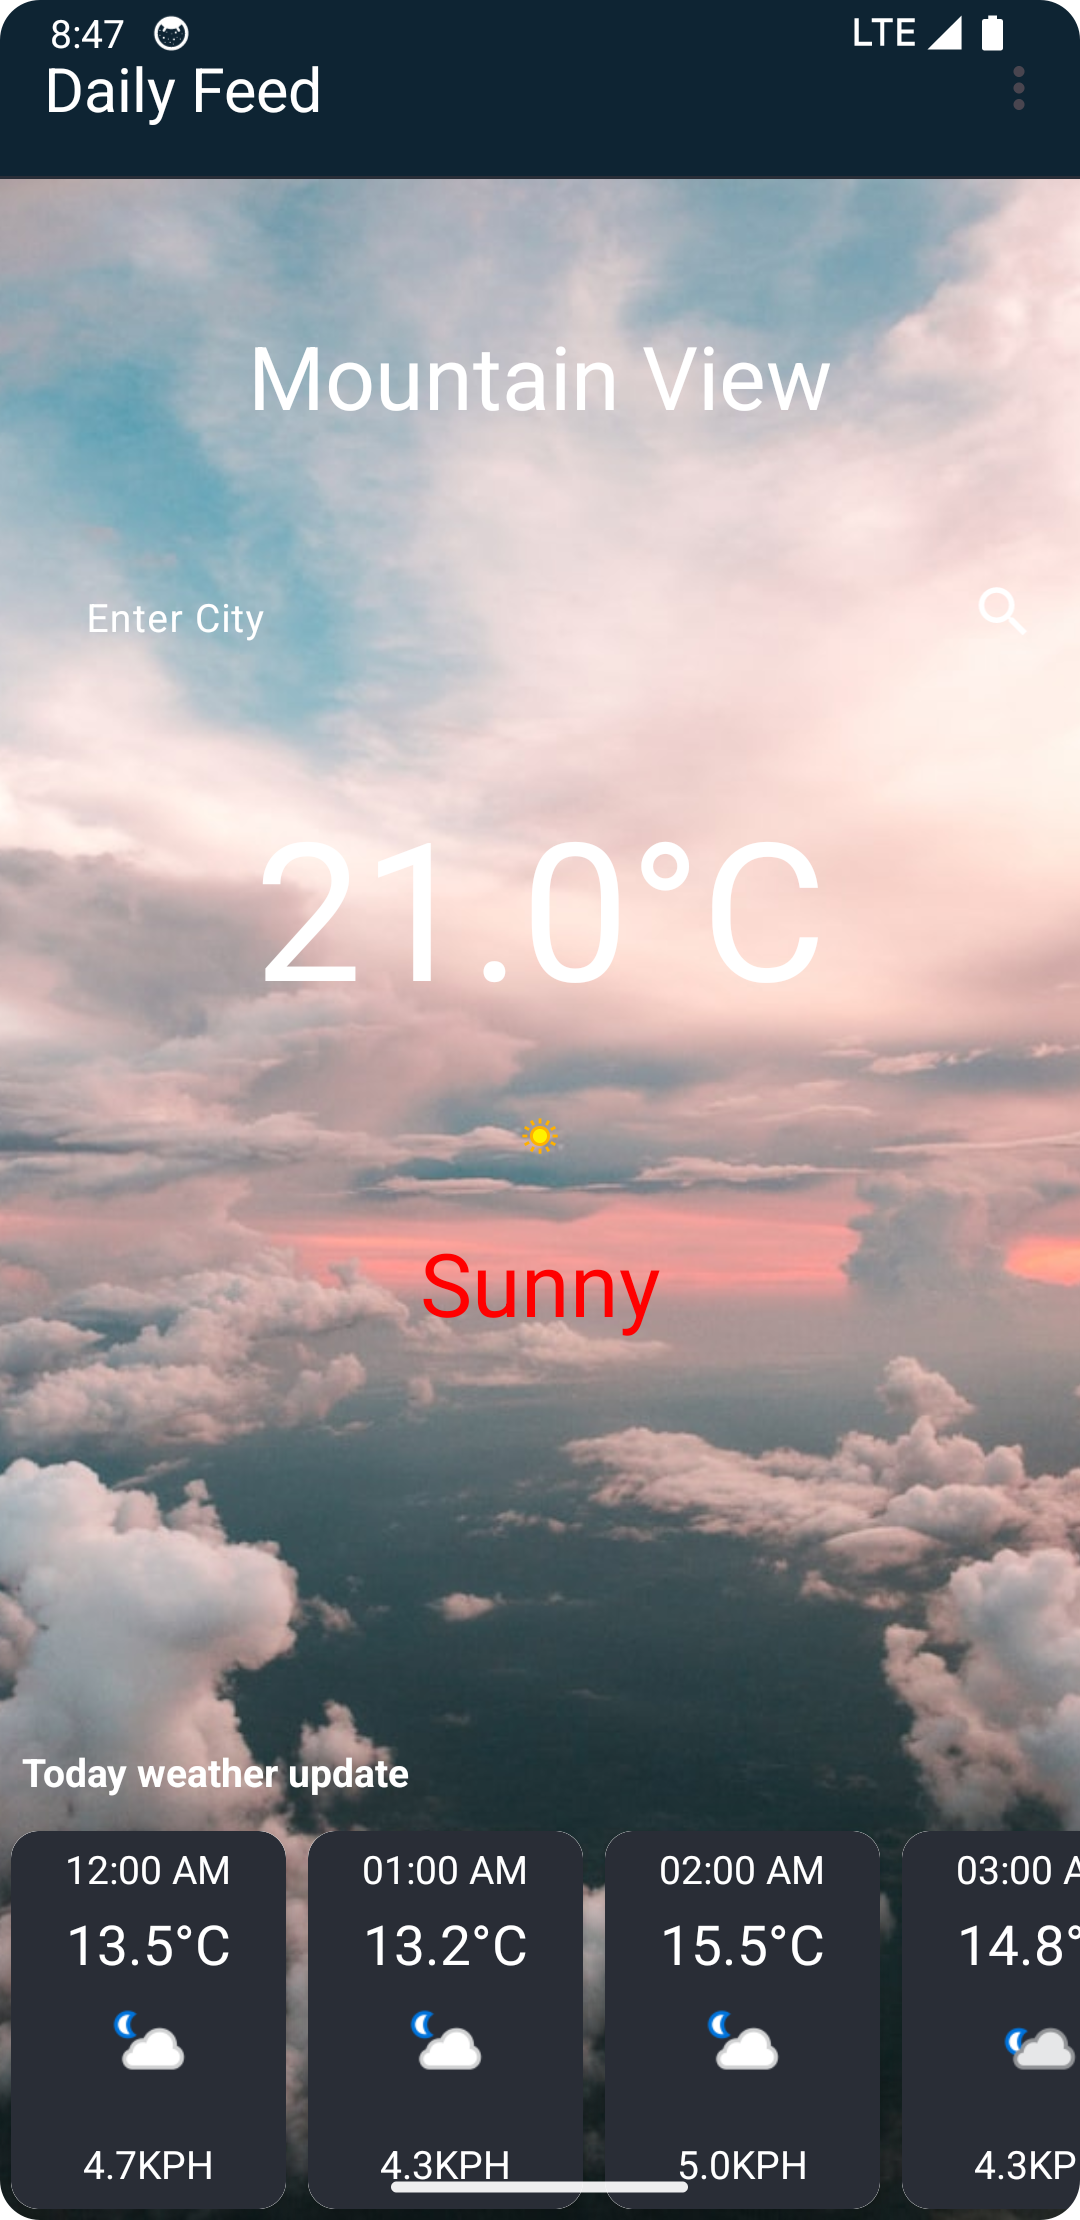 8:47 LTE
Daily Feed
Mountain View
Enter City
21.0°C
Sunny
Today weather update
12:00 AM 01:00 AM 02:00 AM 03:00 A
13.5°C 13.2°C 15.5°C 14.8°
4.7KPH 4.3KPH 5.0KPH 4.3KP